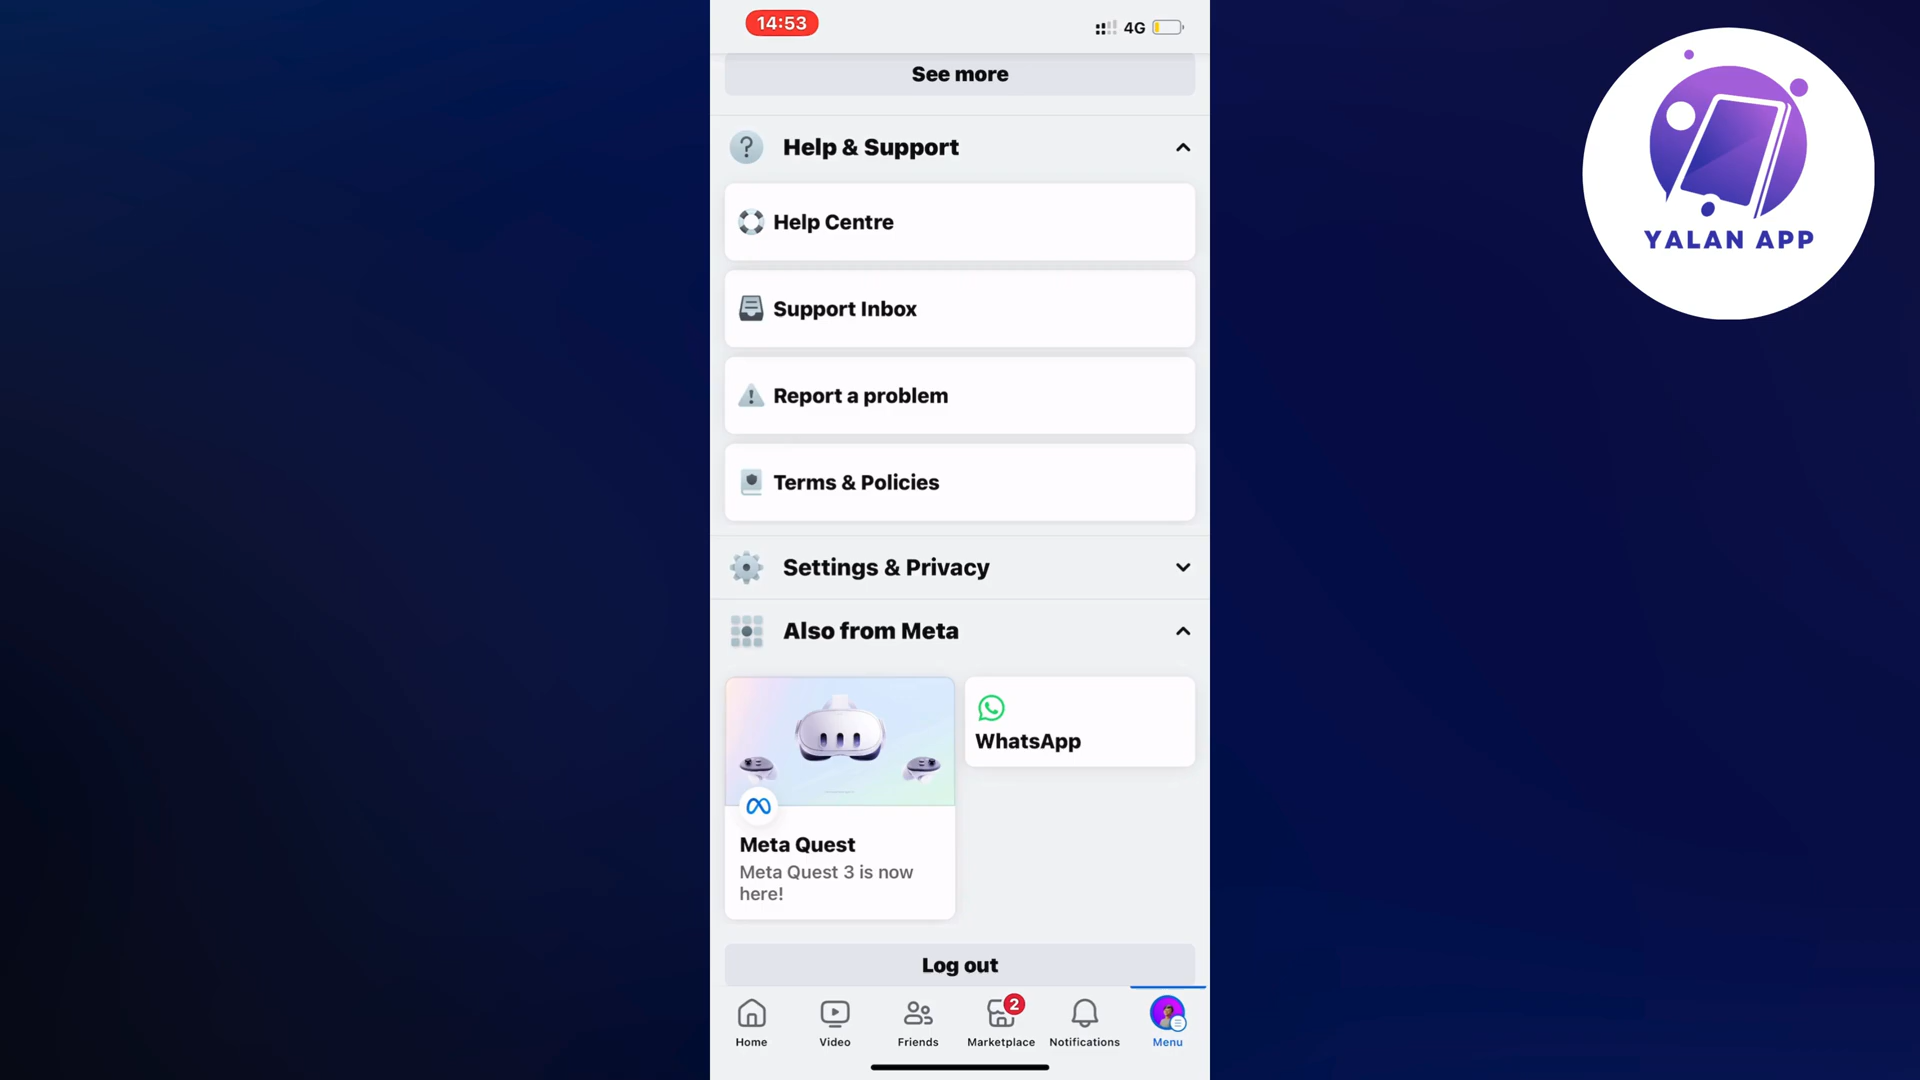 14:53
4G
See more
Help & Support
Help Centre
Support Inbox
Report a problem
Terms & Policies
Settings & Privacy
Also from Meta
WhatsApp
Meta Quest
Meta Quest 3 is now
here!
Log out
2
Home
Video
Friends
Marketplace
Notifications
Menu
YALAN APP